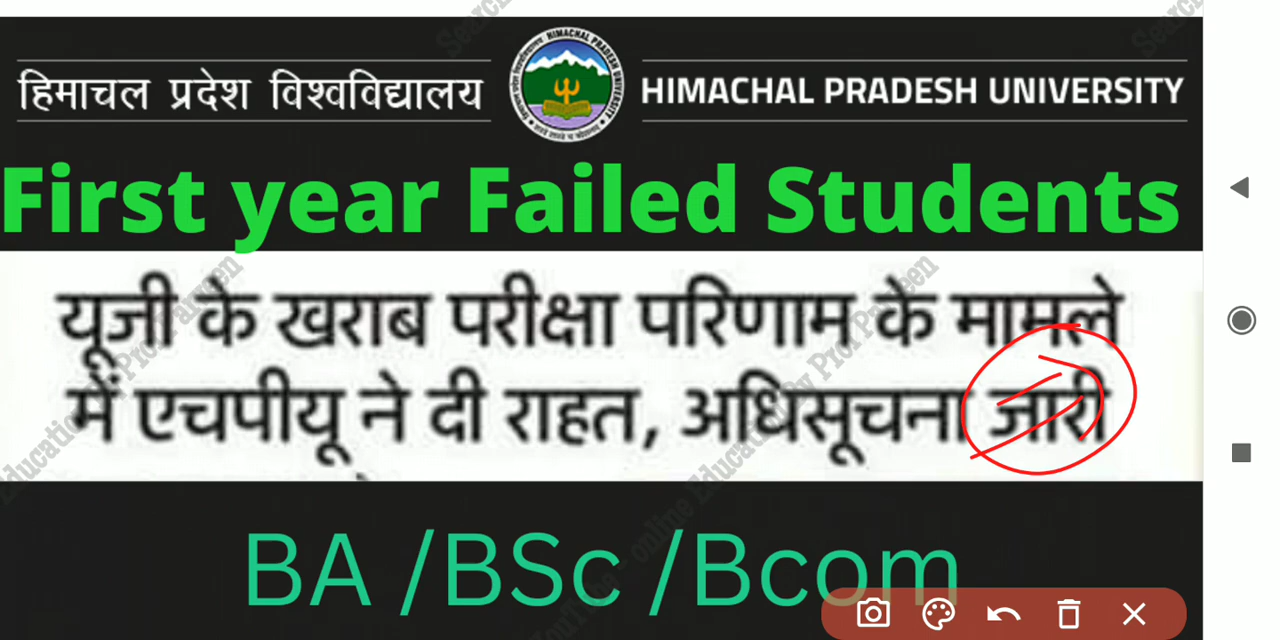 हिमाचल प्रदेश विश्वविद्यालय
HIMACHAL PRADESH UNIVERSITY
First year Failed Students
यूजी के खराब परीक्षा परिणाम के मामले
में एचपीयू ने दी राहत, अधिसूचना जारी
BA /BSc /Bcom